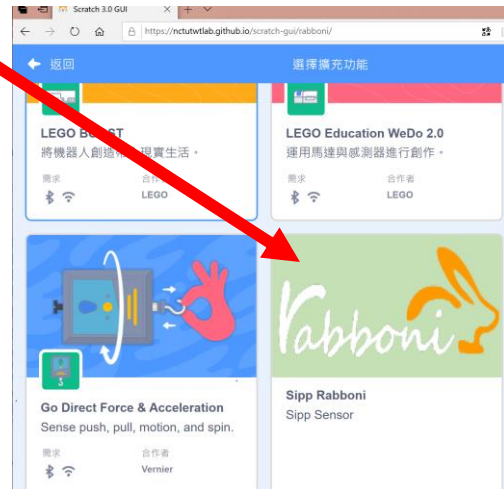 Scratch 3.0 GUI
https://nctutwtlab.github.io/scratch-gui/rabboni/
返回
選擇擴充功能
LEGO BOOST
將機器人創造帶入現實生活。
需求
合作者
LEGO
LEGO Education WeDo 2.0
運用馬達與感測器進行創作。
需求
合作者
LEGO
Go Direct Force & Acceleration
Sense push, pull, motion, and spin.
需求
合作者
Vernier
rabboni
Sipp Rabboni
Sipp Sensor